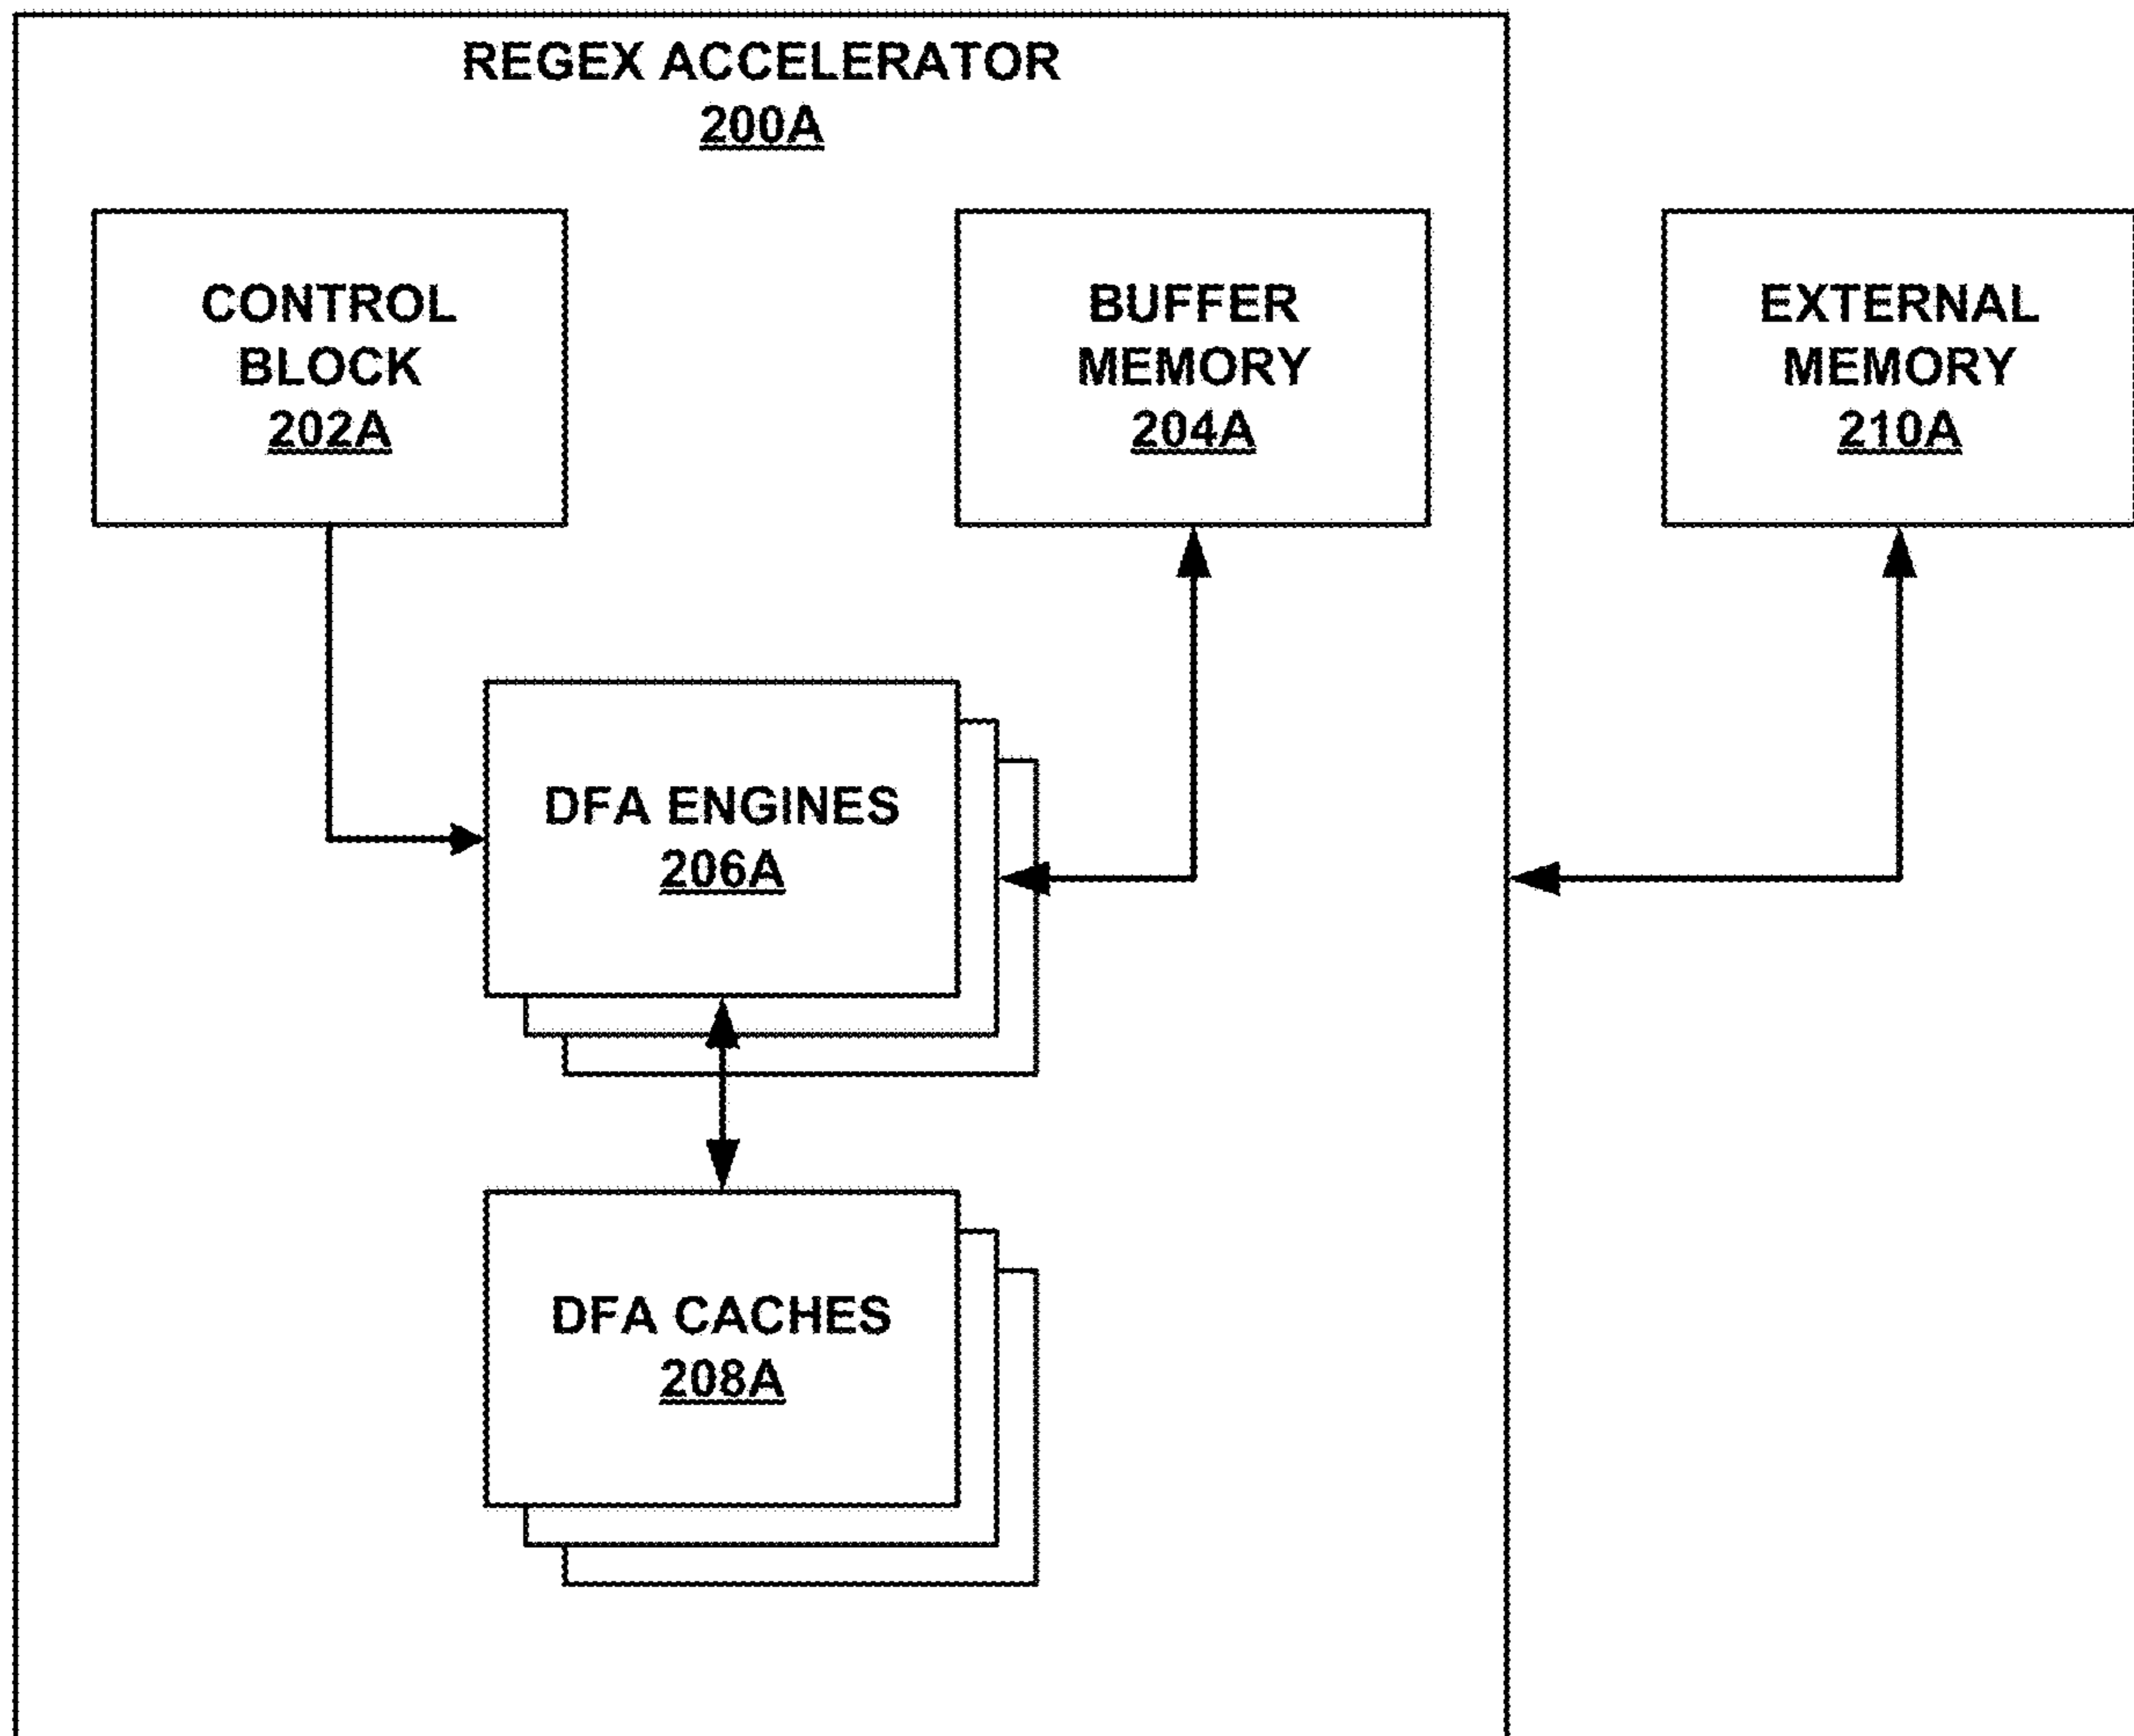 REGEX ACCELERATOR
200A
CONTROL
BLOCK
202A
BUFFER
MEMORY
204A
EXTERNAL
MEMORY
210A
DFA ENGINES
206A
DFA CACHES
208A